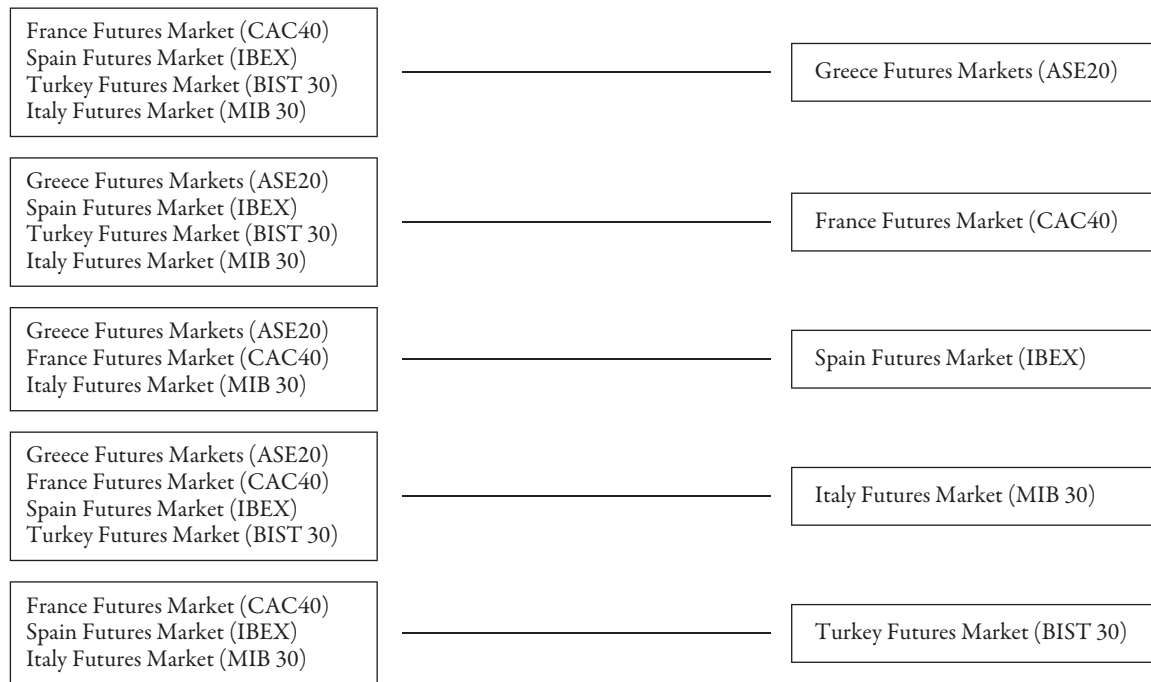 France Futures Market (CAC40)
Spain Futures Market (IBEX)
Turkey Futures Market (BIST 30)
Italy Futures Market (MIB 30)
Greece Futures Markets (ASE20)
Greece Futures Markets (ASE20)
Spain Futures Market (IBEX)
Turkey Futures Market (BIST 30)
Italy Futures Market (MIB 30)
France Futures Market (CAC40)
Greece Futures Markets (ASE20)
France Futures Market (CAC40)
Italy Futures Market (MIB 30)
Spain Futures Market (IBEX)
Greece Futures Markets (ASE20)
France Futures Market (CAC40)
Spain Futures Market (IBEX)
Turkey Futures Market (BIST 30)
Italy Futures Market (MIB 30)
France Futures Market (CAC40)
Spain Futures Market (IBEX)
Italy Futures Market (MIB 30)
Turkey Futures Market (BIST 30)